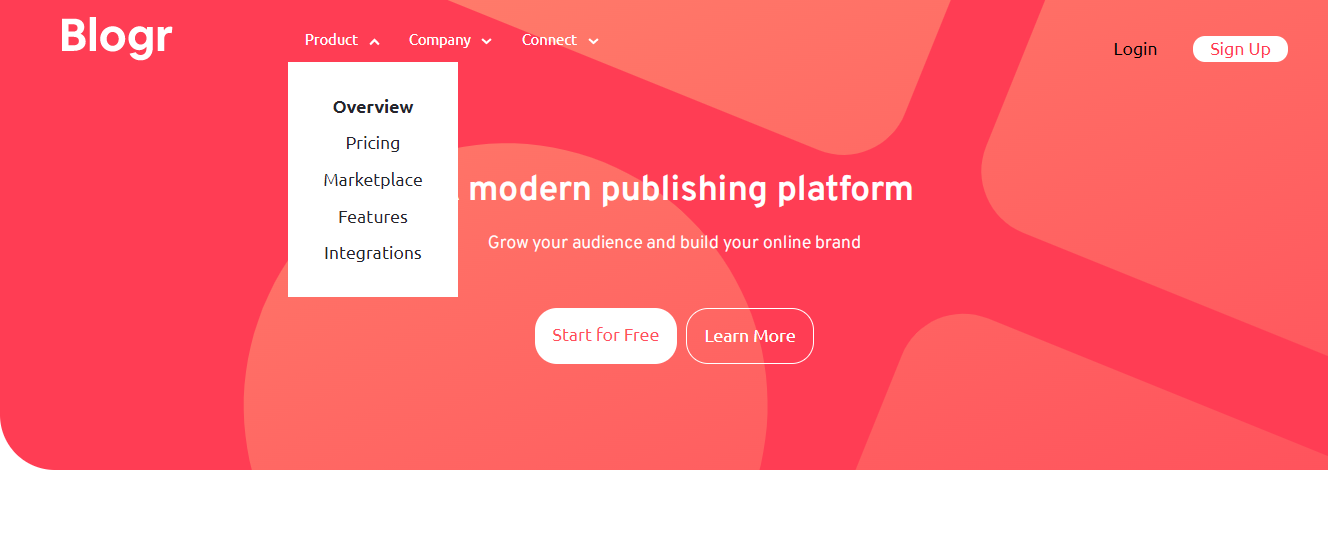 Blogr
Product Company Connect
Login Sign Up
Overview
Pricing
Marketplace
Features
Integrations
modern publishing platform
Grow your audience and build your online brand
Start for Free Learn More